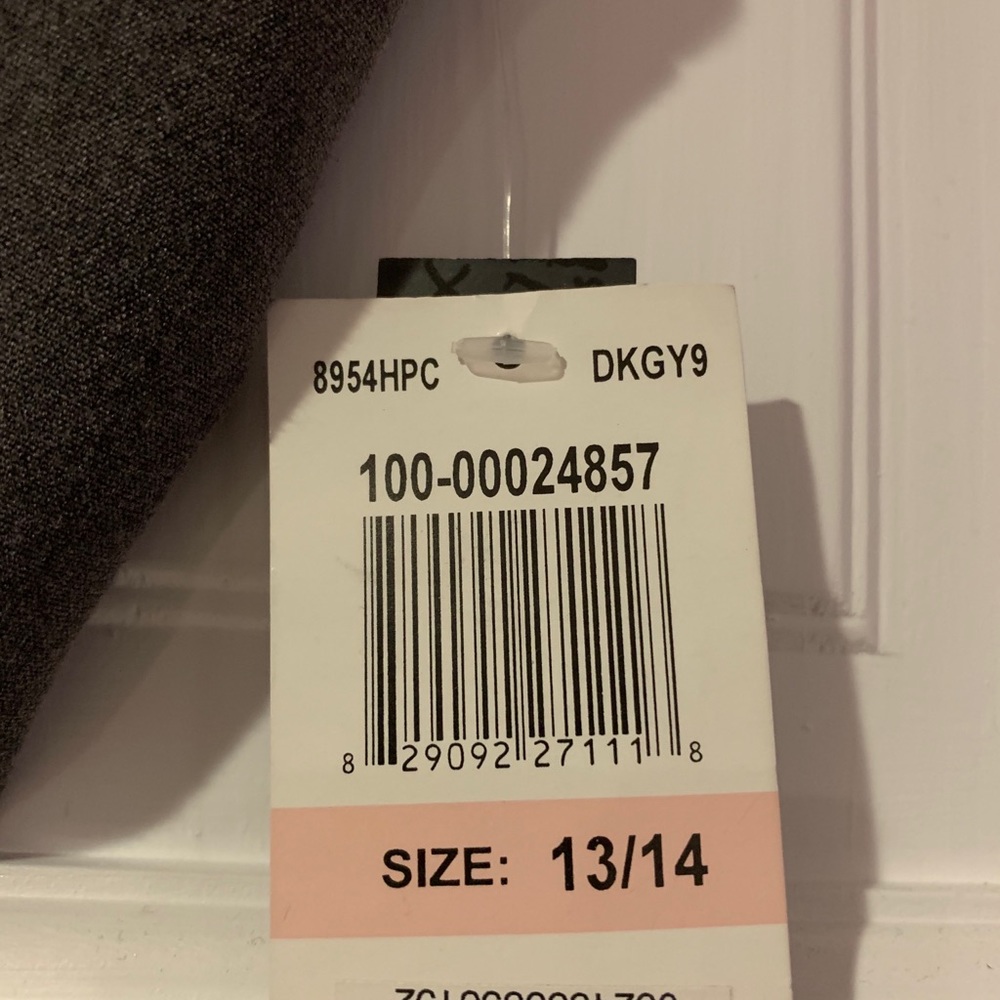 8954HPC DKGY9
100-00024857
8 29092 27111 8
SIZE: 13/14